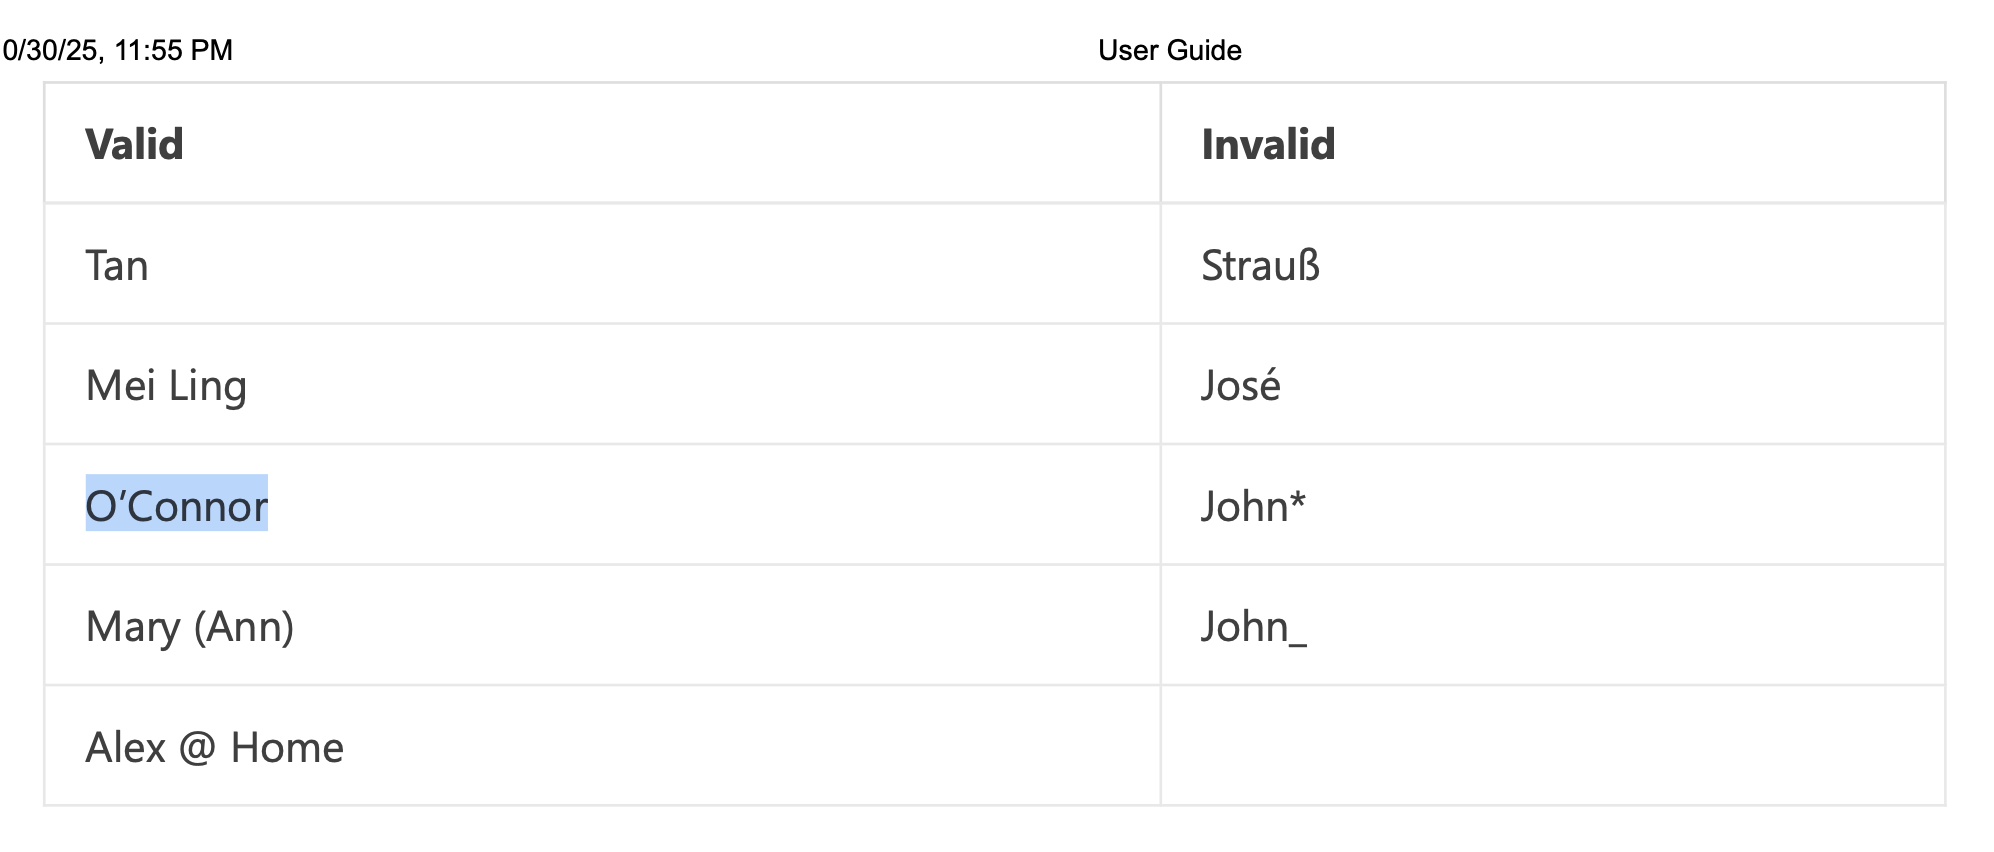 0/30/25, 11:55 PM User Guide
Valid Invalid
Tan Strauß
Mei Ling José
O’Connor John*
Mary (Ann) John_
Alex @ Home